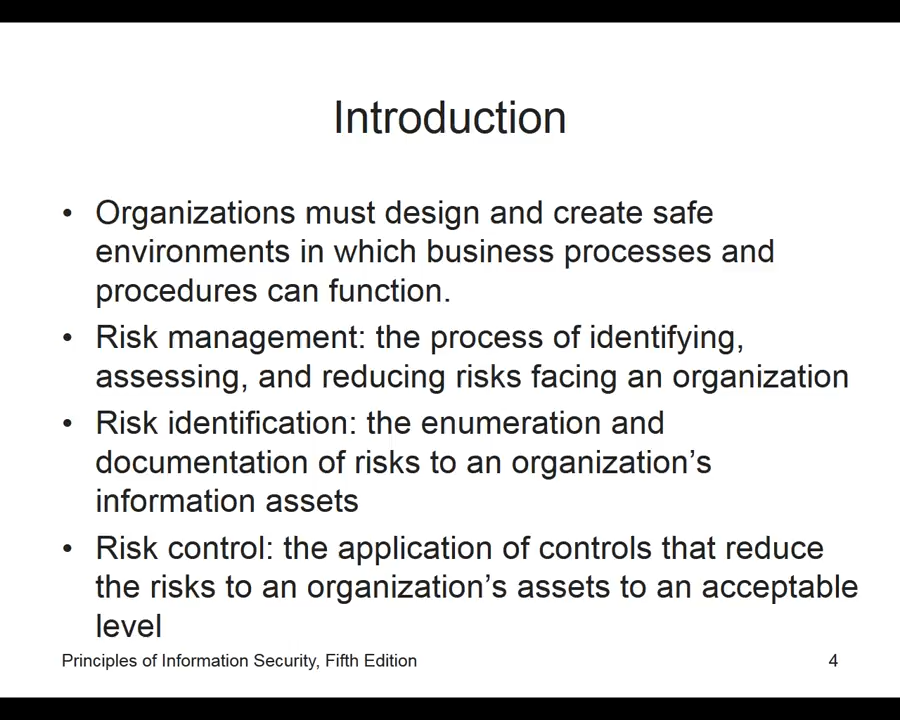 Introduction
• Organizations must design and create safe
environments in which business processes and
procedures can function.
• Risk management: the process of identifying,
assessing, and reducing risks facing an organization
• Risk identification: the enumeration and
documentation of risks to an organization’s
information assets
• Risk control: the application of controls that reduce
the risks to an organization’s assets to an acceptable
level
Principles of Information Security, Fifth Edition 4